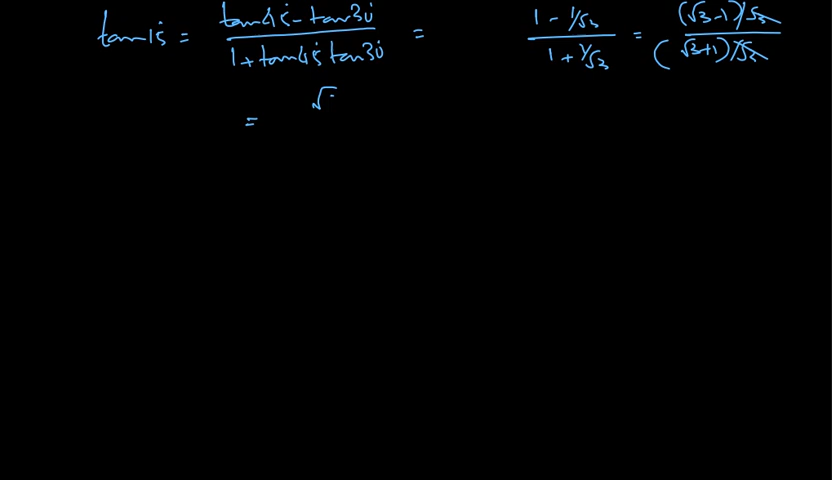 tan15° = (tan45° - tan30°)/(1 + tan45° tan30°) = (1 - 1/√3)/(1 + 1/√3) = ((√3-1)/√3)/((√3+1)/√3)
= √